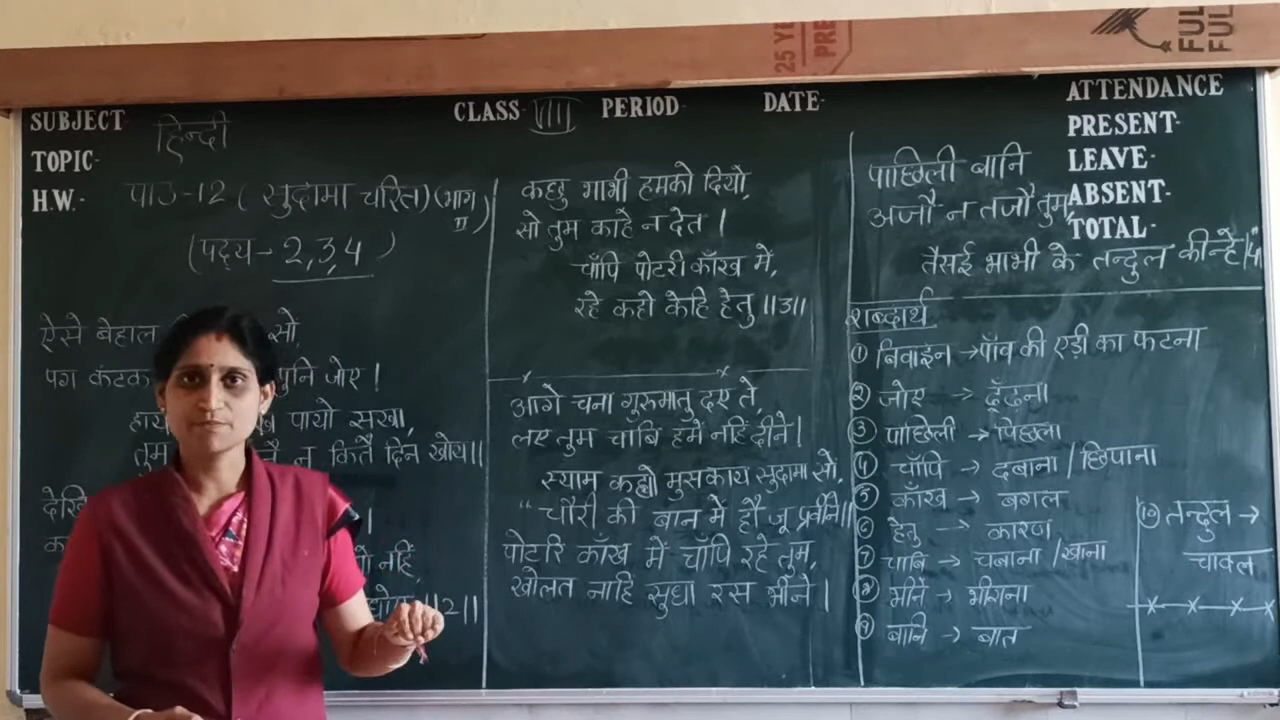 25 YE
PRE
FUL
FUL
SUBJECT हिन्दी
TOPIC-
H.W.-
CLASS- VIII PERIOD DATE-
ATTENDANCE
PRESENT-
LEAVE-
ABSENT-
TOTAL-
पाठ-12 ( सुदामा चरित) (भाग II)
(पद्य - 2,3,4 )
ऐसे बेहाल सो,
पग कंटक पुनि जोए।
हाय पायो सखा,
तुम न कितै दिन खोय॥
देखि ।
नहिं,
॥2॥
कछु भाभी हमको दियो,
सो तुम काहे न देत।
चाँपि पोटरी काँख में,
रहे कहो केहि हेतु॥3॥
आगे चना गुरुमातु दए ते,
लए तुम चाबि हमें नहिं दीने।
स्याम कह्यो मुसकाय सुदामा सो,
"चोरी की बान में हौ जू प्रवीने॥
पोटरि काँख में चाँपि रहे तुम,
खोलत नाहि सुधा रस भीने।
पाछिली बानि
अजौ न तजौ तुम,
तैसई भाभी के तन्दुल कीन्हे॥4॥
शब्दार्थ
① बिवाइन → पाँव की एड़ी का फटना
② जोए → ढूँढ़ना
③ पाछिली → पिछला
④ चाँपि → दबाना / छिपाना
⑤ काँख → बगल
⑥ हेतु → कारण
⑦ चाबि → चबाना / खाना
⑧ भीने → भीगना
⑨ बानि → बात
⑩ तन्दुल →
चावल